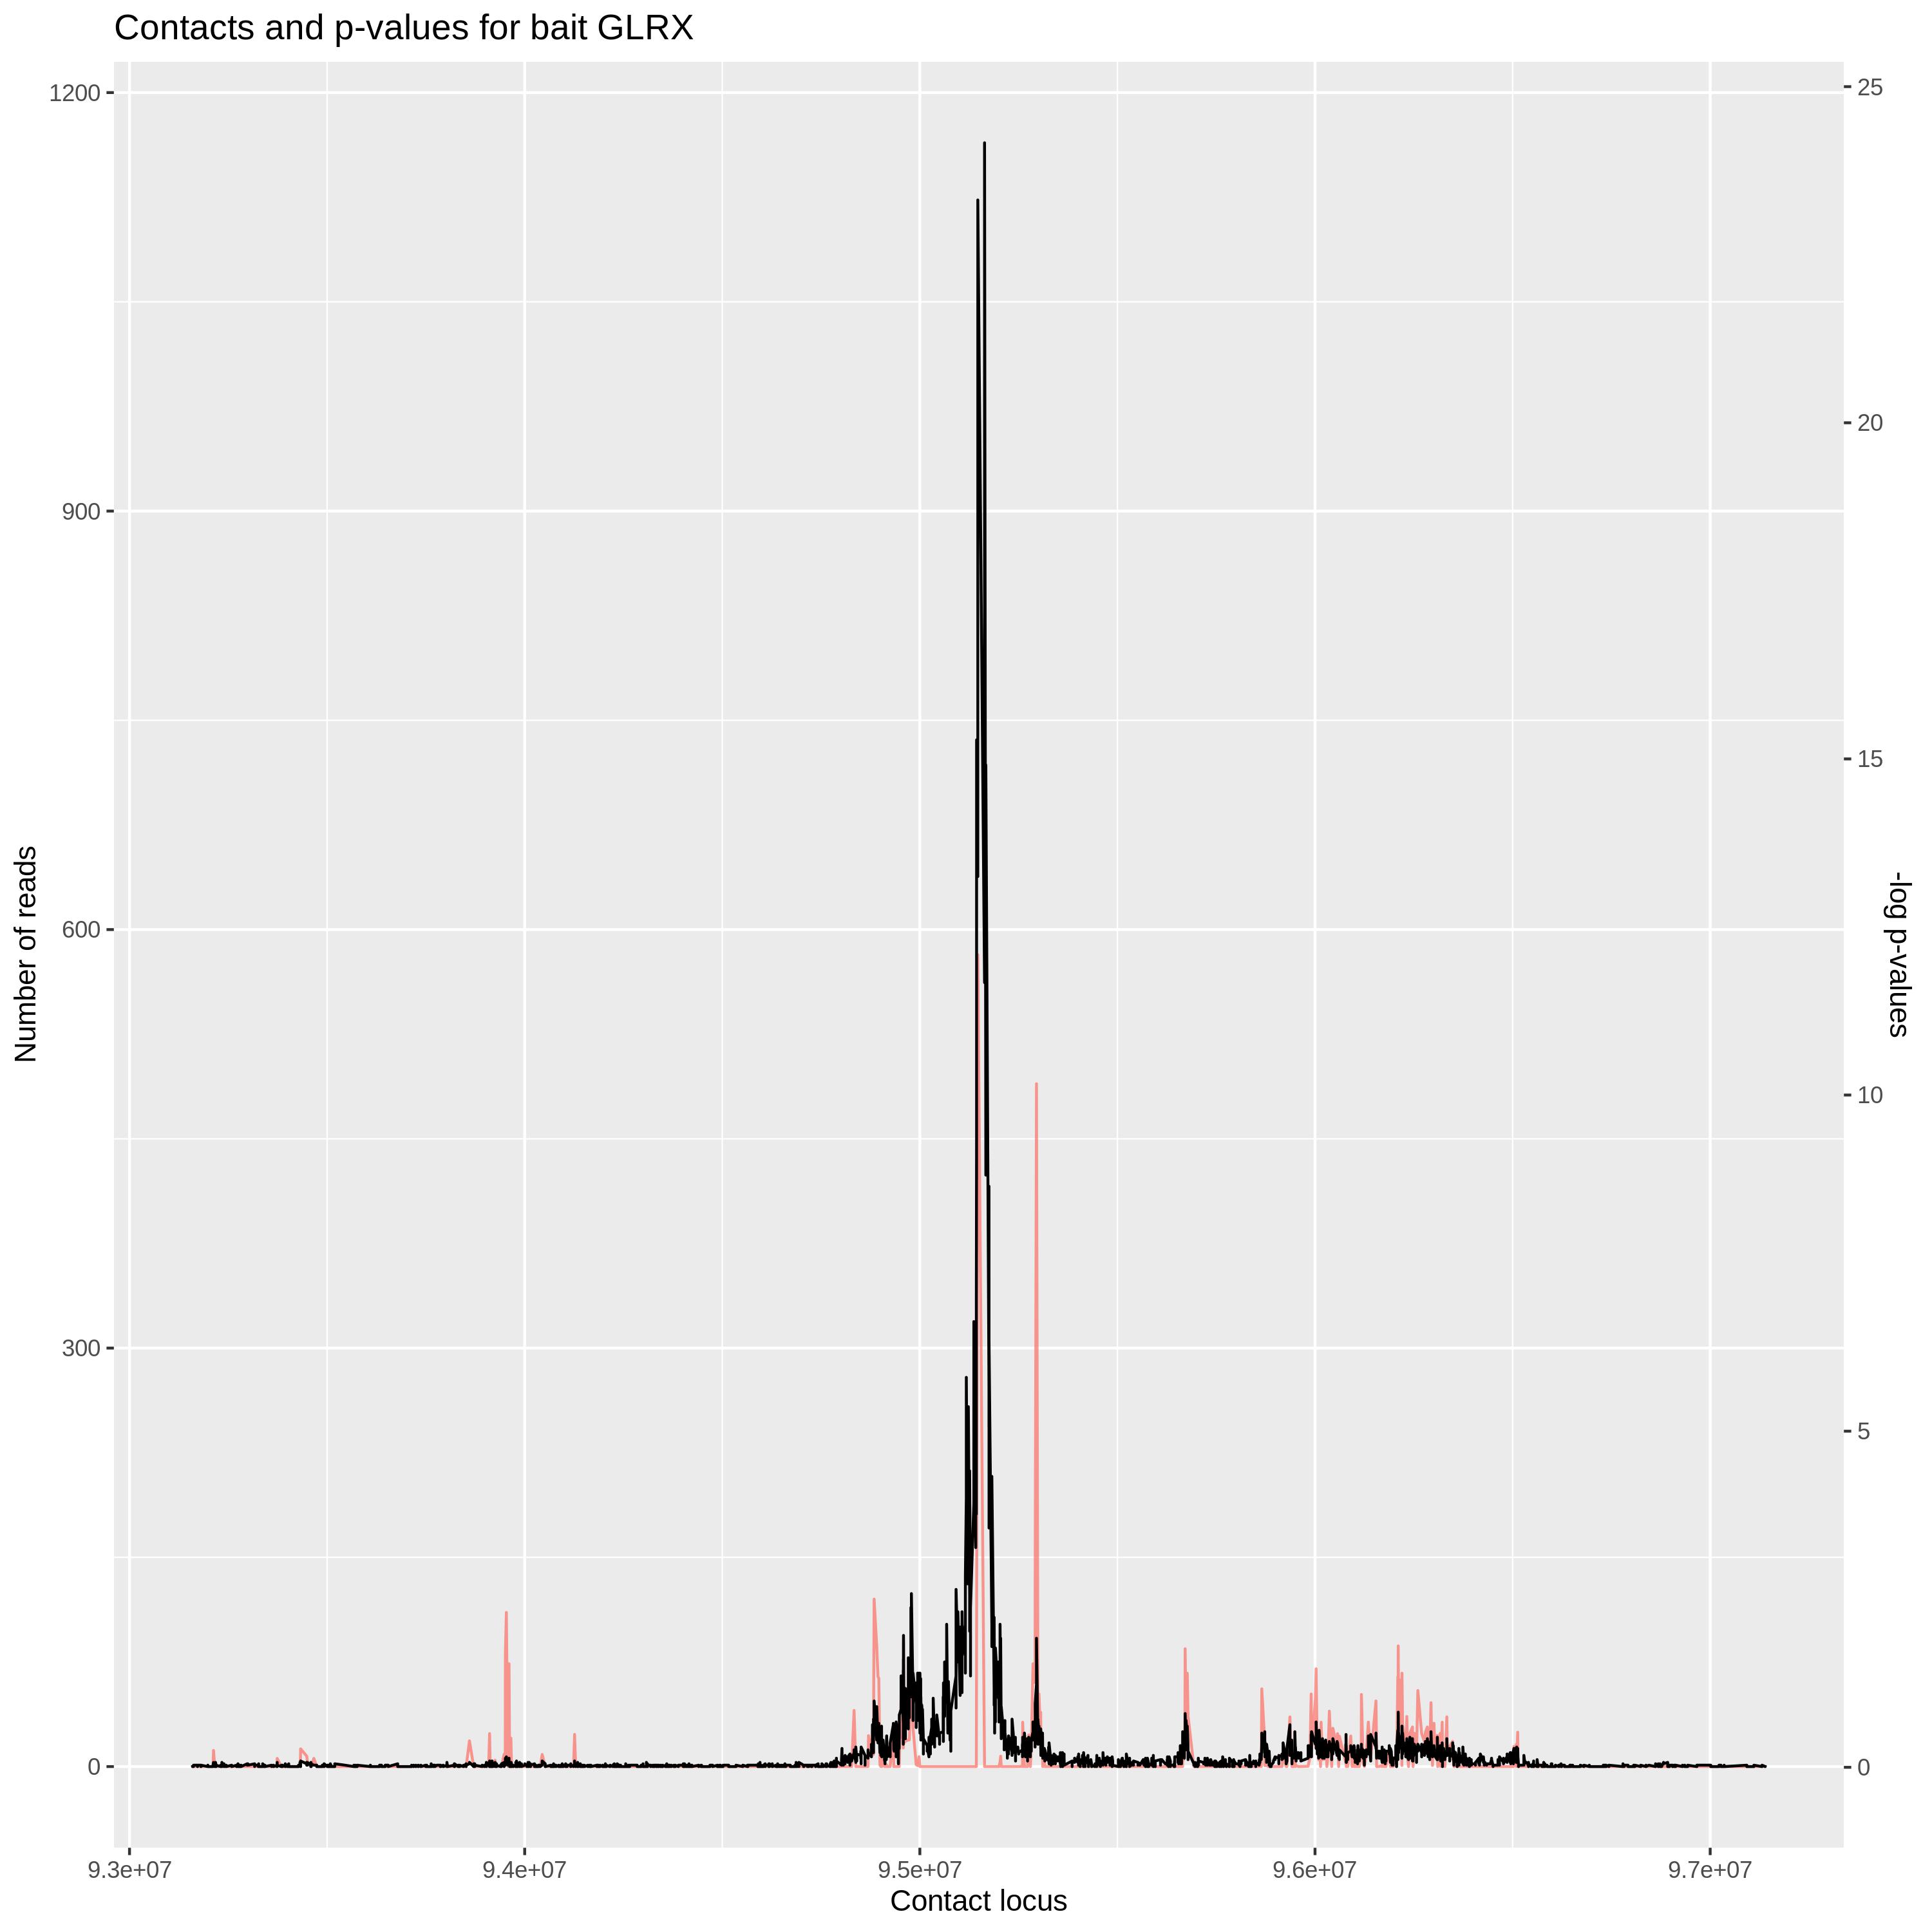 Contacts and p-values for bait GLRX
1200
900
600
300
0
Number of reads
25
20
15
10
5
0
-log p-values
9.3e+07
9.4e+07
9.5e+07
9.6e+07
9.7e+07
Contact locus